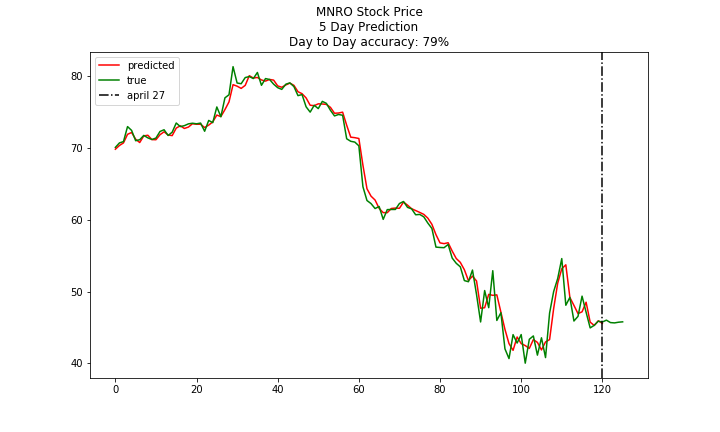 MNRO Stock Price
5 Day Prediction
Day to Day accuracy: 79%
predicted
true
april 27
80
70
60
50
40
0
20
40
60
80
100
120